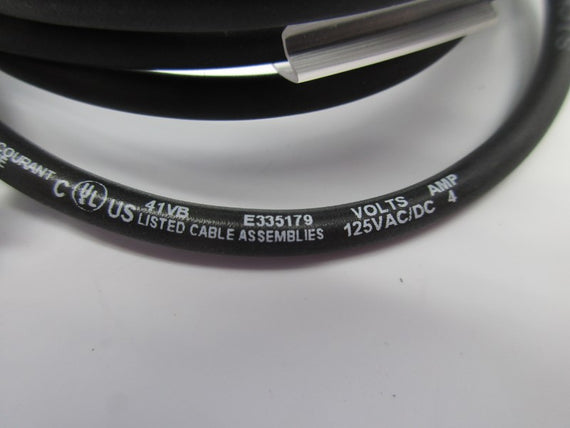 COURANT
C UL US
41VB E335179
LISTED CABLE ASSEMBLIES
VOLTS AMP
125VAC/DC 4